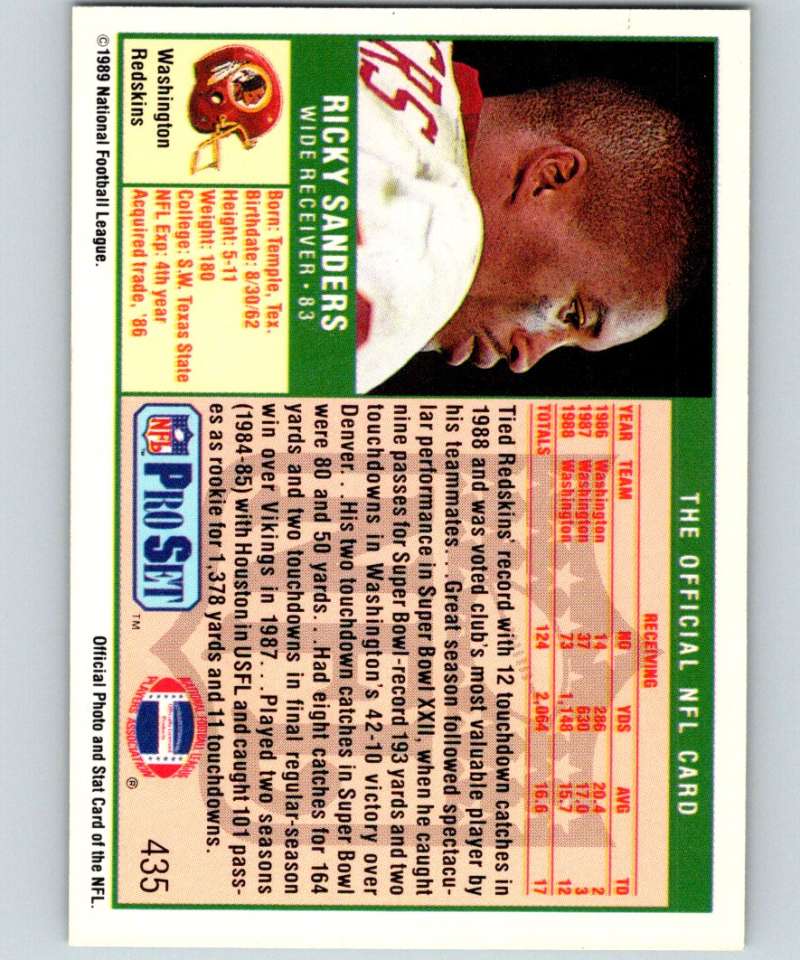 THE OFFICIAL NFL CARD
RICKY SANDERS
WIDE RECEIVER • 83
Washington
Redskins
Born: Temple, Tex.
Birthdate: 8/30/62
Height: 5-11
Weight: 180
College: S.W. Texas State
NFL Exp: 4th year
Acquired trade, '86
RECEIVING
YEAR TEAM NO YDS AVG TD
1986 Washington 14 286 20.4 2
1987 Washington 37 630 17.0 3
1988 Washington 73 1,148 15.7 12
TOTALS 124 2,064 16.6 17
Tied Redskins' record with 12 touchdown catches in
1988 and was voted club's most valuable player by
his teammates...Great season followed spectacu-
lar performance in Super Bowl XXII, when he caught
nine passes for Super Bowl-record 193 yards and two
touchdowns in Washington's 42-10 victory over
Denver...His two touchdown catches in Super Bowl
were 80 and 50 yards...Had eight catches for 164
yards and two touchdowns in final regular-season
win over Vikings in 1987...Played two seasons
(1984-85) with Houston in USFL and caught 101 pass-
es as rookie for 1,378 yards and 11 touchdowns.
NFL PRO SET ™
NATIONAL FOOTBALL LEAGUE
PLAYERS ASSOCIATION
®
435
©1989 National Football League.
Official Photo and Stat Card of the NFL.